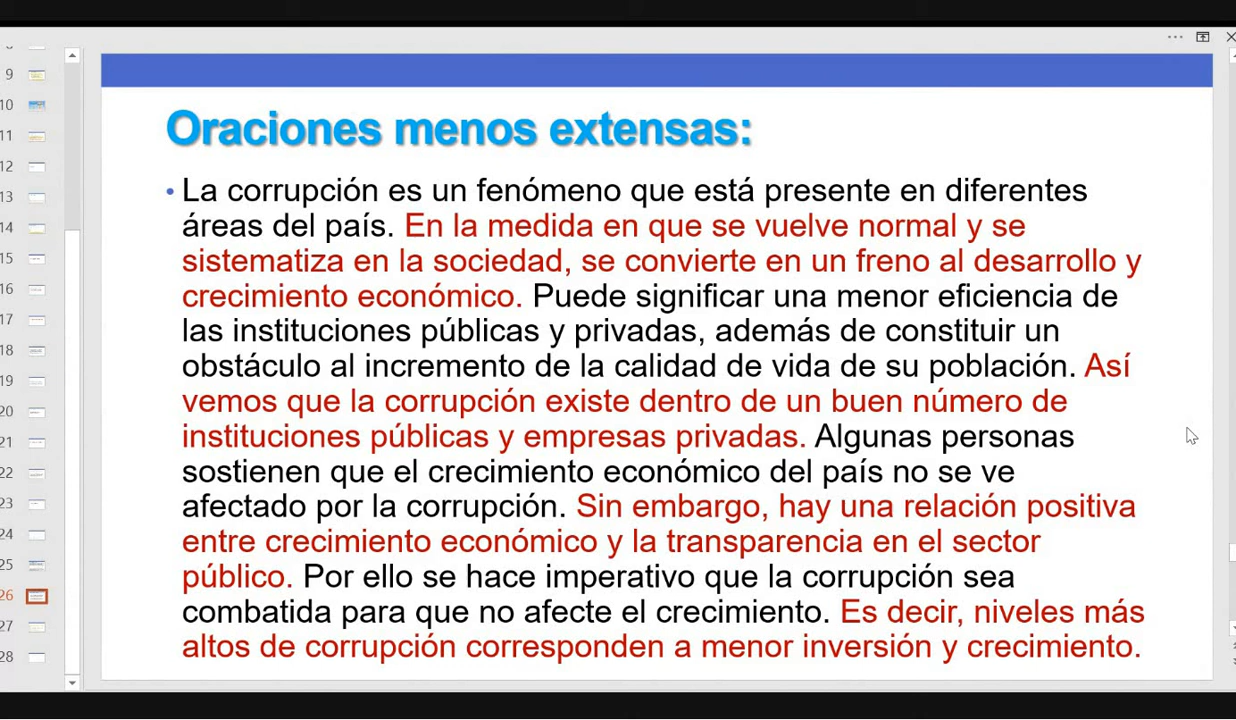 Oraciones menos extensas:
• La corrupción es un fenómeno que está presente en diferentes
áreas del país. En la medida en que se vuelve normal y se
sistematiza en la sociedad, se convierte en un freno al desarrollo y
crecimiento económico. Puede significar una menor eficiencia de
las instituciones públicas y privadas, además de constituir un
obstáculo al incremento de la calidad de vida de su población. Así
vemos que la corrupción existe dentro de un buen número de
instituciones públicas y empresas privadas. Algunas personas
sostienen que el crecimiento económico del país no se ve
afectado por la corrupción. Sin embargo, hay una relación positiva
entre crecimiento económico y la transparencia en el sector
público. Por ello se hace imperativo que la corrupción sea
combatida para que no afecte el crecimiento. Es decir, niveles más
altos de corrupción corresponden a menor inversión y crecimiento.
9
10
11
12
13
14
15
16
17
18
19
20
21
22
23
24
25
26
27
28